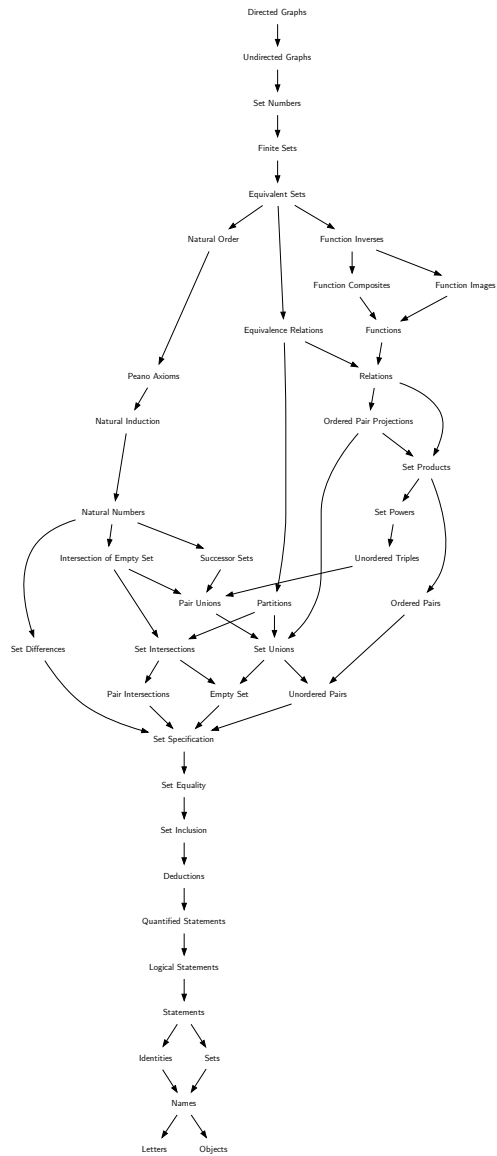 Directed Graphs
Undirected Graphs
Set Numbers
Finite Sets
Equivalent Sets
Natural Order
Function Inverses
Function Composites
Function Images
Equivalence Relations
Functions
Peano Axioms
Relations
Natural Induction
Ordered Pair Projections
Set Products
Natural Numbers
Set Powers
Intersection of Empty Set
Successor Sets
Unordered Triples
Pair Unions
Partitions
Ordered Pairs
Set Differences
Set Intersections
Set Unions
Pair Intersections
Empty Set
Unordered Pairs
Set Specification
Set Equality
Set Inclusion
Deductions
Quantified Statements
Logical Statements
Statements
Identities
Sets
Names
Letters
Objects